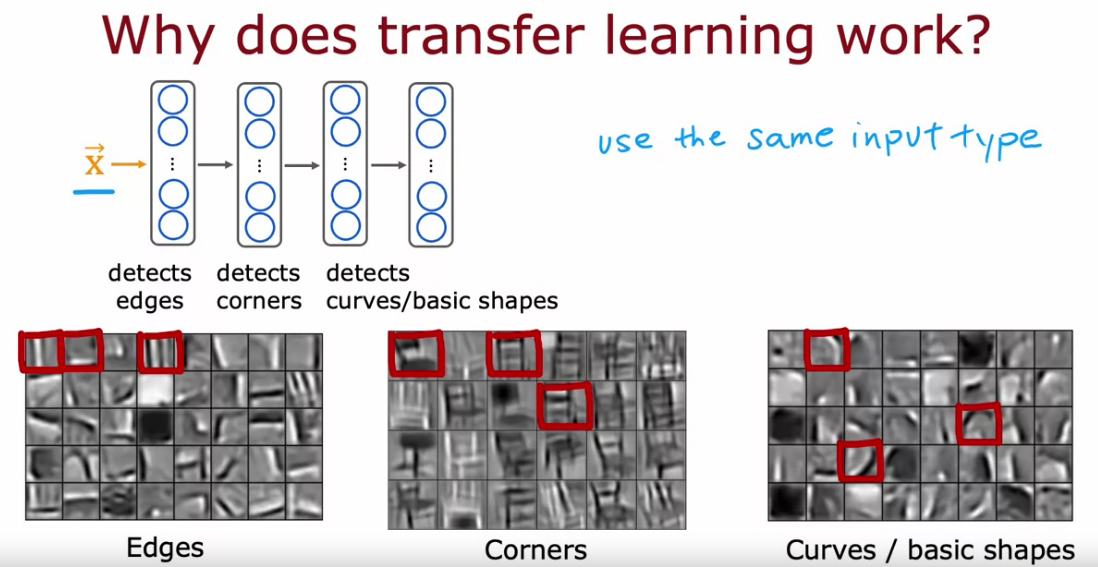 Why does transfer learning work?
use the same input type
x⃗
⋮ ⋮ ⋮ ⋮
detects edges
detects corners
detects curves/basic shapes
Edges
Corners
Curves / basic shapes